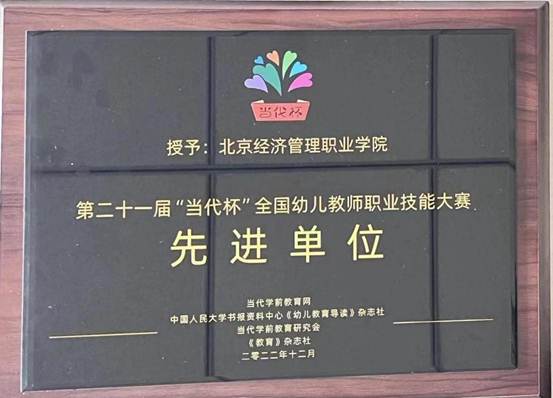 当代杯
授予：北京经济管理职业学院
第二十一届“当代杯”全国幼儿教师职业技能大赛
先进单位
当代学前教育网
中国人民大学书报资料中心《幼儿教育导读》杂志社
当代学前教育研究会
《教育》杂志社
二零二二年十二月